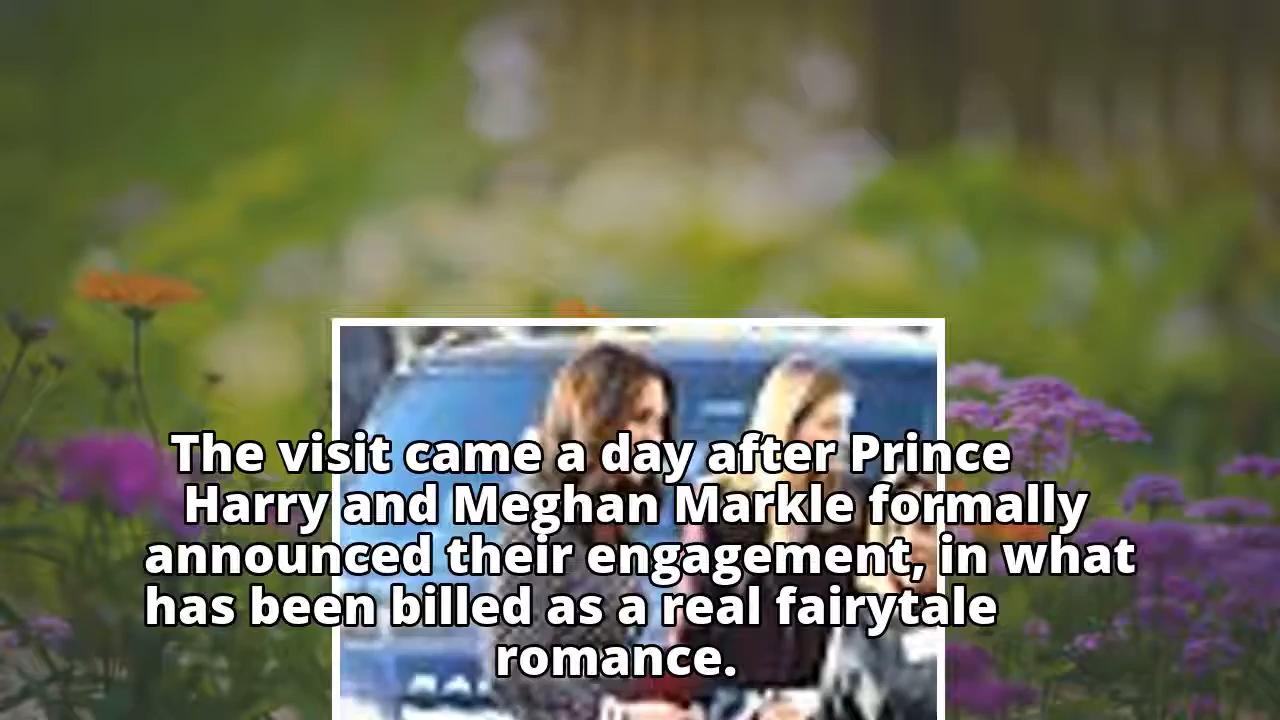 The visit came a day after Prince
Harry and Meghan Markle formally
announced their engagement, in what
has been billed as a real fairytale
romance.